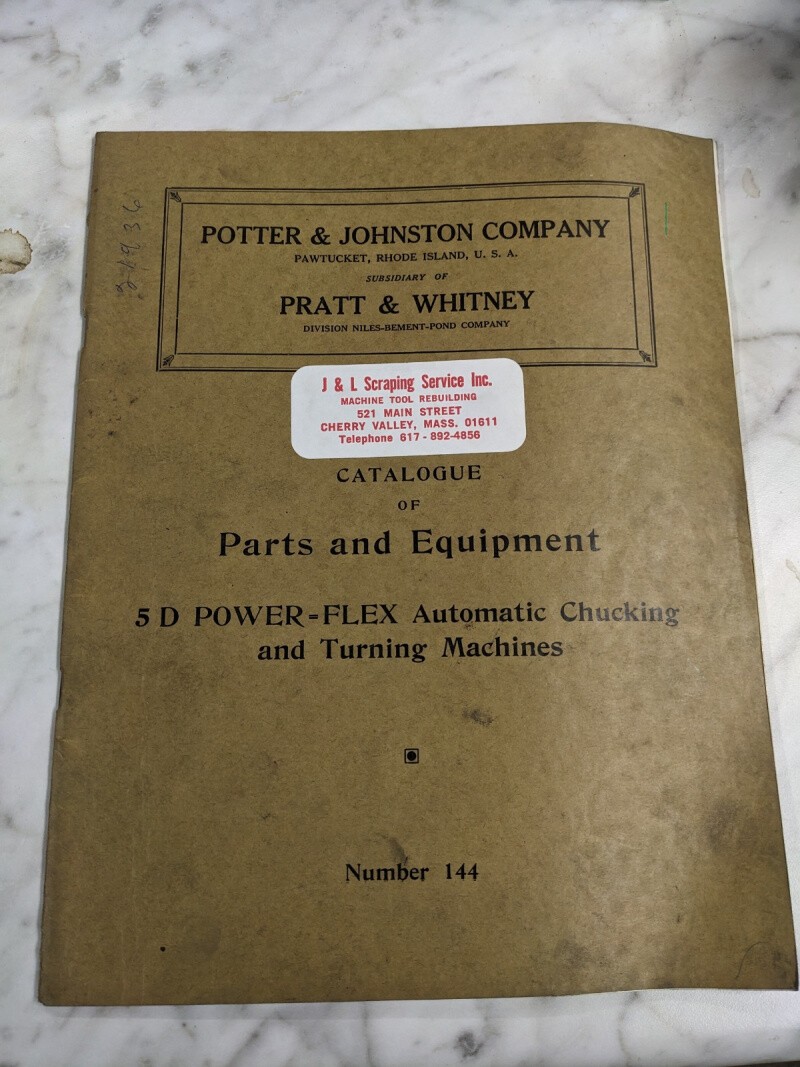 POTTER & JOHNSTON COMPANY
PAWTUCKET, RHODE ISLAND, U. S. A.
SUBSIDIARY OF
PRATT & WHITNEY
DIVISION NILES-BEMENT-POND COMPANY
J & L Scraping Service Inc.
MACHINE TOOL REBUILDING
521 MAIN STREET
CHERRY VALLEY, MASS. 01611
Telephone 617 - 892-4856
CATALOGUE
OF
Parts and Equipment
5 D POWER=FLEX Automatic Chucking
and Turning Machines
Number 144